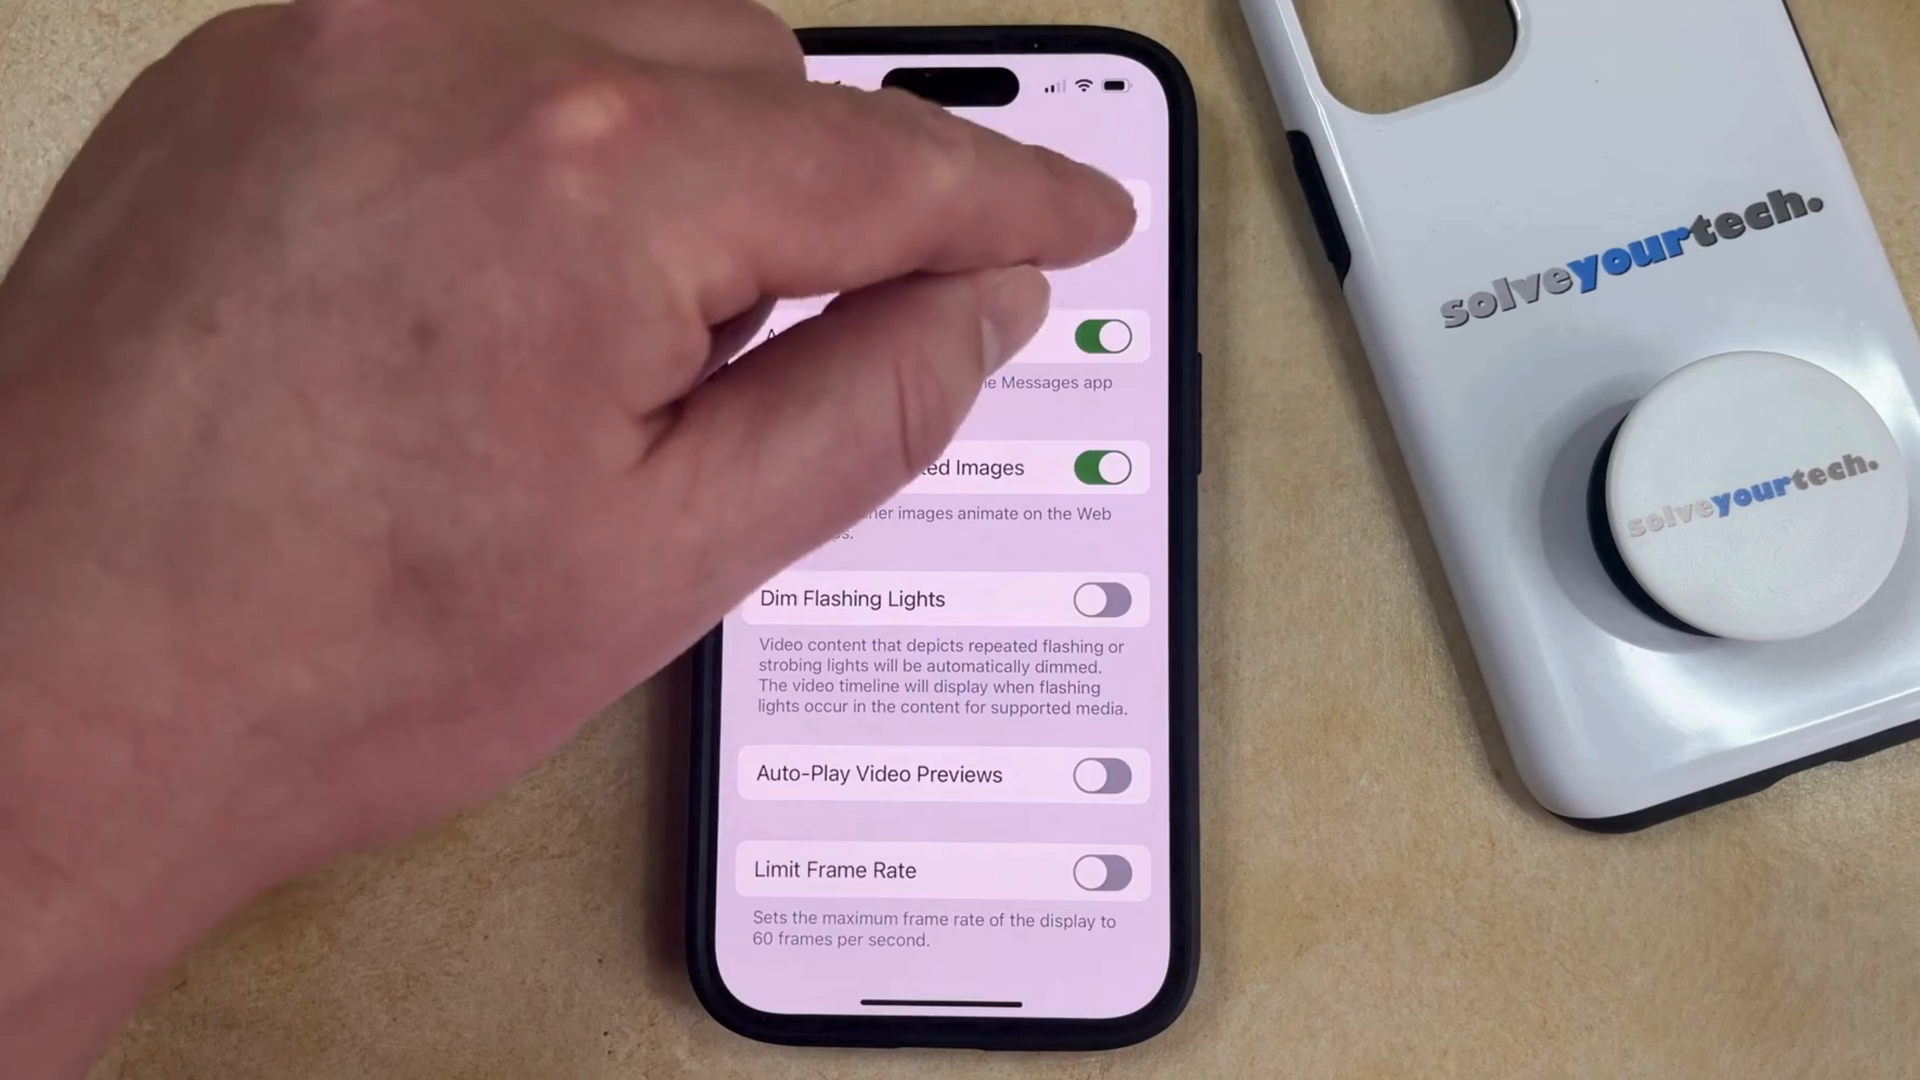 solveyourtech.
Messages app
Images
images animate on the Web
solveyourtech.
Dim Flashing Lights
Video content that depicts repeated flashing or
strobing lights will be automatically dimmed.
The video timeline will display when flashing
lights occur in the content for supported media.
Auto-Play Video Previews
Limit Frame Rate
Sets the maximum frame rate of the display to
60 frames per second.